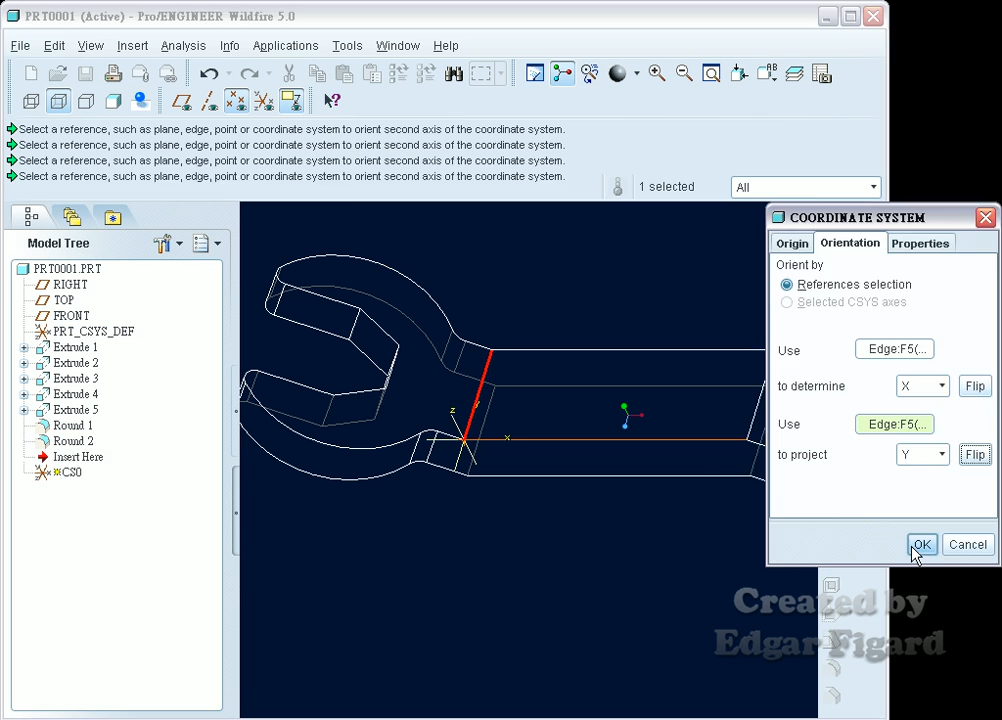 PRT0001 (Active) - Pro/ENGINEER Wildfire 5.0
File Edit View Insert Analysis Info Applications Tools Window Help
Select a reference, such as plane, edge, point or coordinate system to orient second axis of the coordinate system.
Select a reference, such as plane, edge, point or coordinate system to orient second axis of the coordinate system.
Select a reference, such as plane, edge, point or coordinate system to orient second axis of the coordinate system.
Select a reference, such as plane, edge, point or coordinate system to orient second axis of the coordinate system.
1 selected
All
Model Tree
PRT0001.PRT
RIGHT
TOP
FRONT
PRT_CSYS_DEF
Extrude 1
Extrude 2
Extrude 3
Extrude 4
Extrude 5
Round 1
Round 2
Insert Here
CS0
z
y
x
COORDINATE SYSTEM
Origin Orientation Properties
Orient by
References selection
Selected CSYS axes
Use Edge:F5(...
to determine X Flip
Use Edge:F5(...
to project Y Flip
OK Cancel
Created by
Edgar Figard